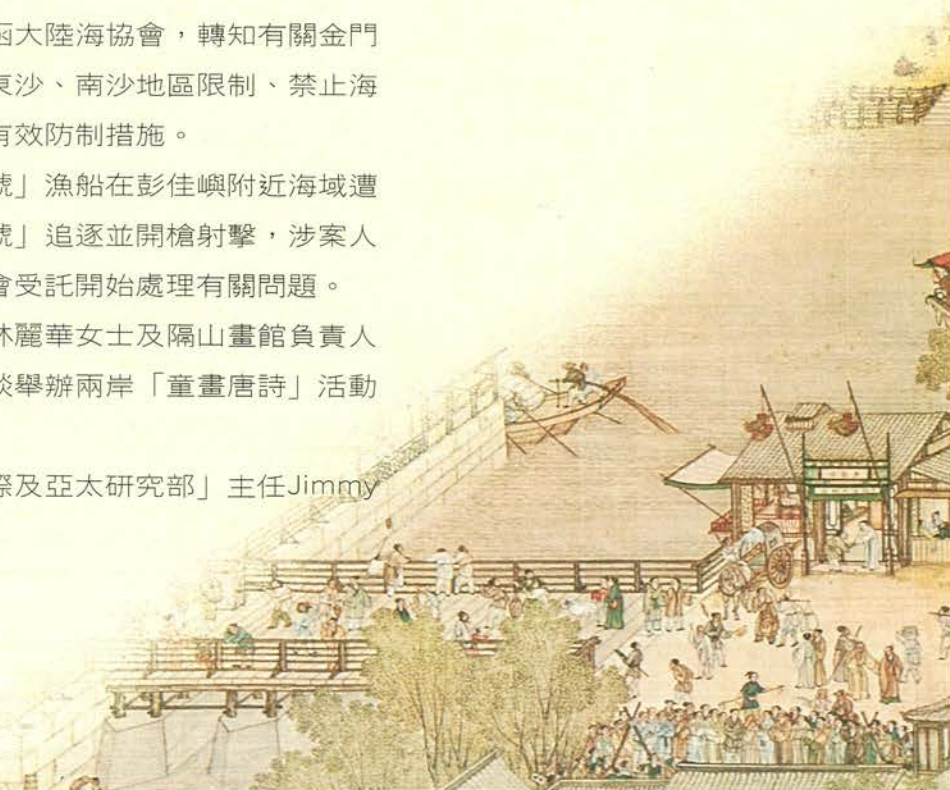 函大陸海協會，轉知有關金門
東沙、南沙地區限制、禁止海
有效防制措施。
號」漁船在彭佳嶼附近海域遭
號」追逐並開槍射擊，涉案人
會受託開始處理有關問題。
林麗華女士及隔山畫館負責人
談舉辦兩岸「童畫唐詩」活動
際及亞太研究部」主任Jimmy